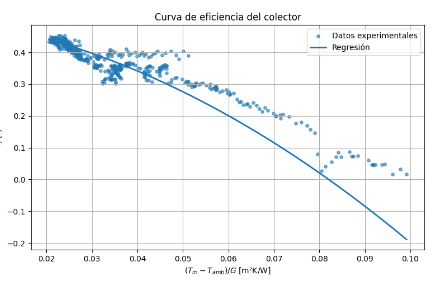 Curva de eficiencia del colector
Datos experimentales
Regresión
0.4
0.3
0.2
0.1
0.0
−0.1
−0.2
0.02 0.03 0.04 0.05 0.06 0.07 0.08 0.09 0.10
(Tm − Tamb)/G [m²K/W]